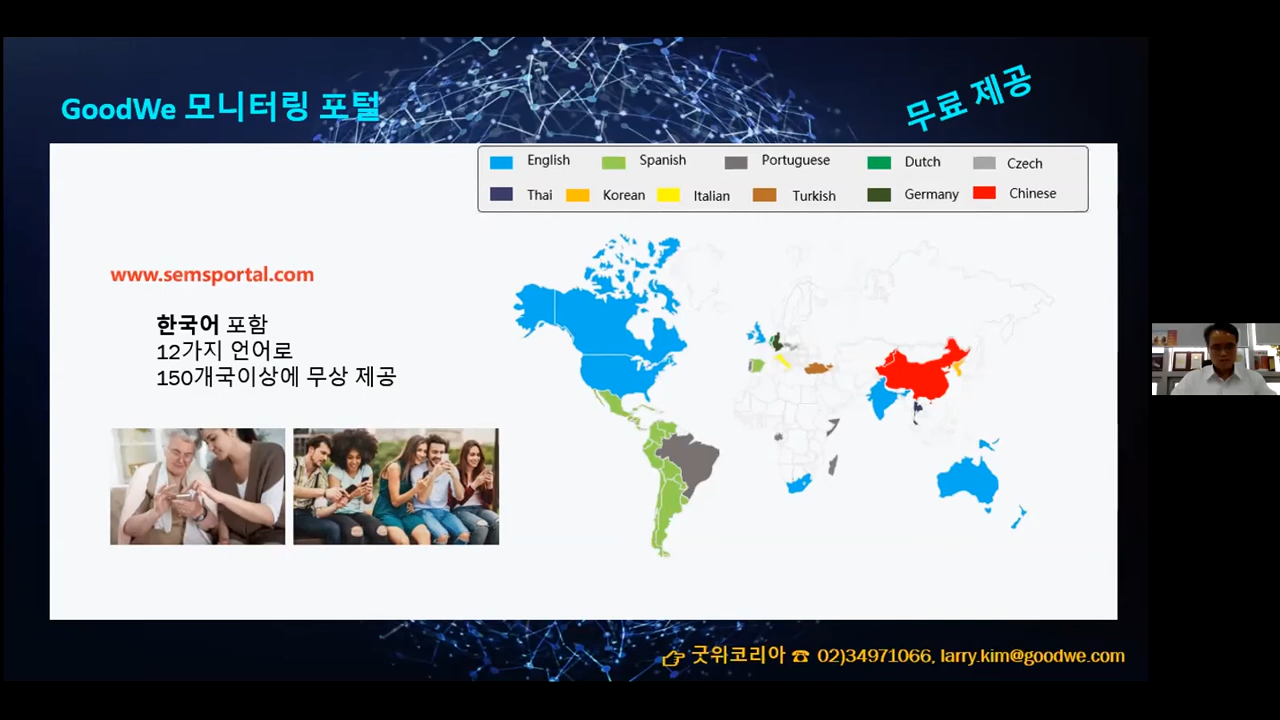 GoodWe 모니터링 포털
무료 제공
English Spanish Portuguese Dutch Czech
Thai Korean Italian Turkish Germany Chinese
www.semsportal.com
한국어 포함
12가지 언어로
150개국이상에 무상 제공
굿위코리아 ☎ 02)34971066, larry.kim@goodwe.com